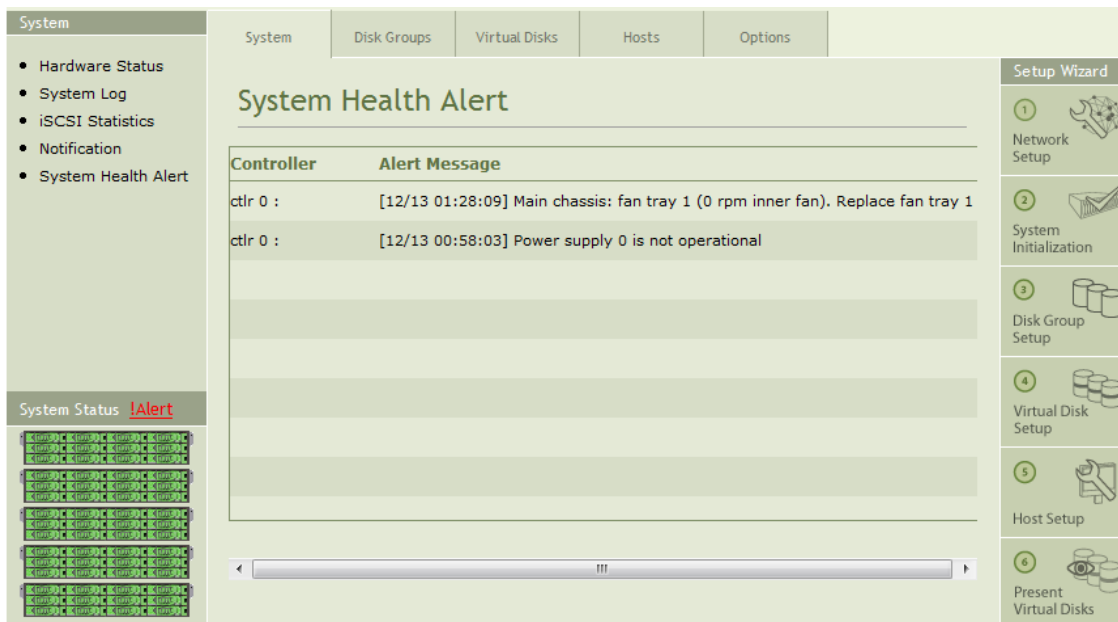 System
Hardware Status
System Log
iSCSI Statistics
Notification
System Health Alert
System Status !Alert
System
Disk Groups
Virtual Disks
Hosts
Options
System Health Alert
Controller Alert Message
ctlr 0 : [12/13 01:28:09] Main chassis: fan tray 1 (0 rpm inner fan). Replace fan tray 1
ctlr 0 : [12/13 00:58:03] Power supply 0 is not operational
Setup Wizard
1
Network
Setup
2
System
Initialization
3
Disk Group
Setup
4
Virtual Disk
Setup
5
Host Setup
6
Present
Virtual Disks